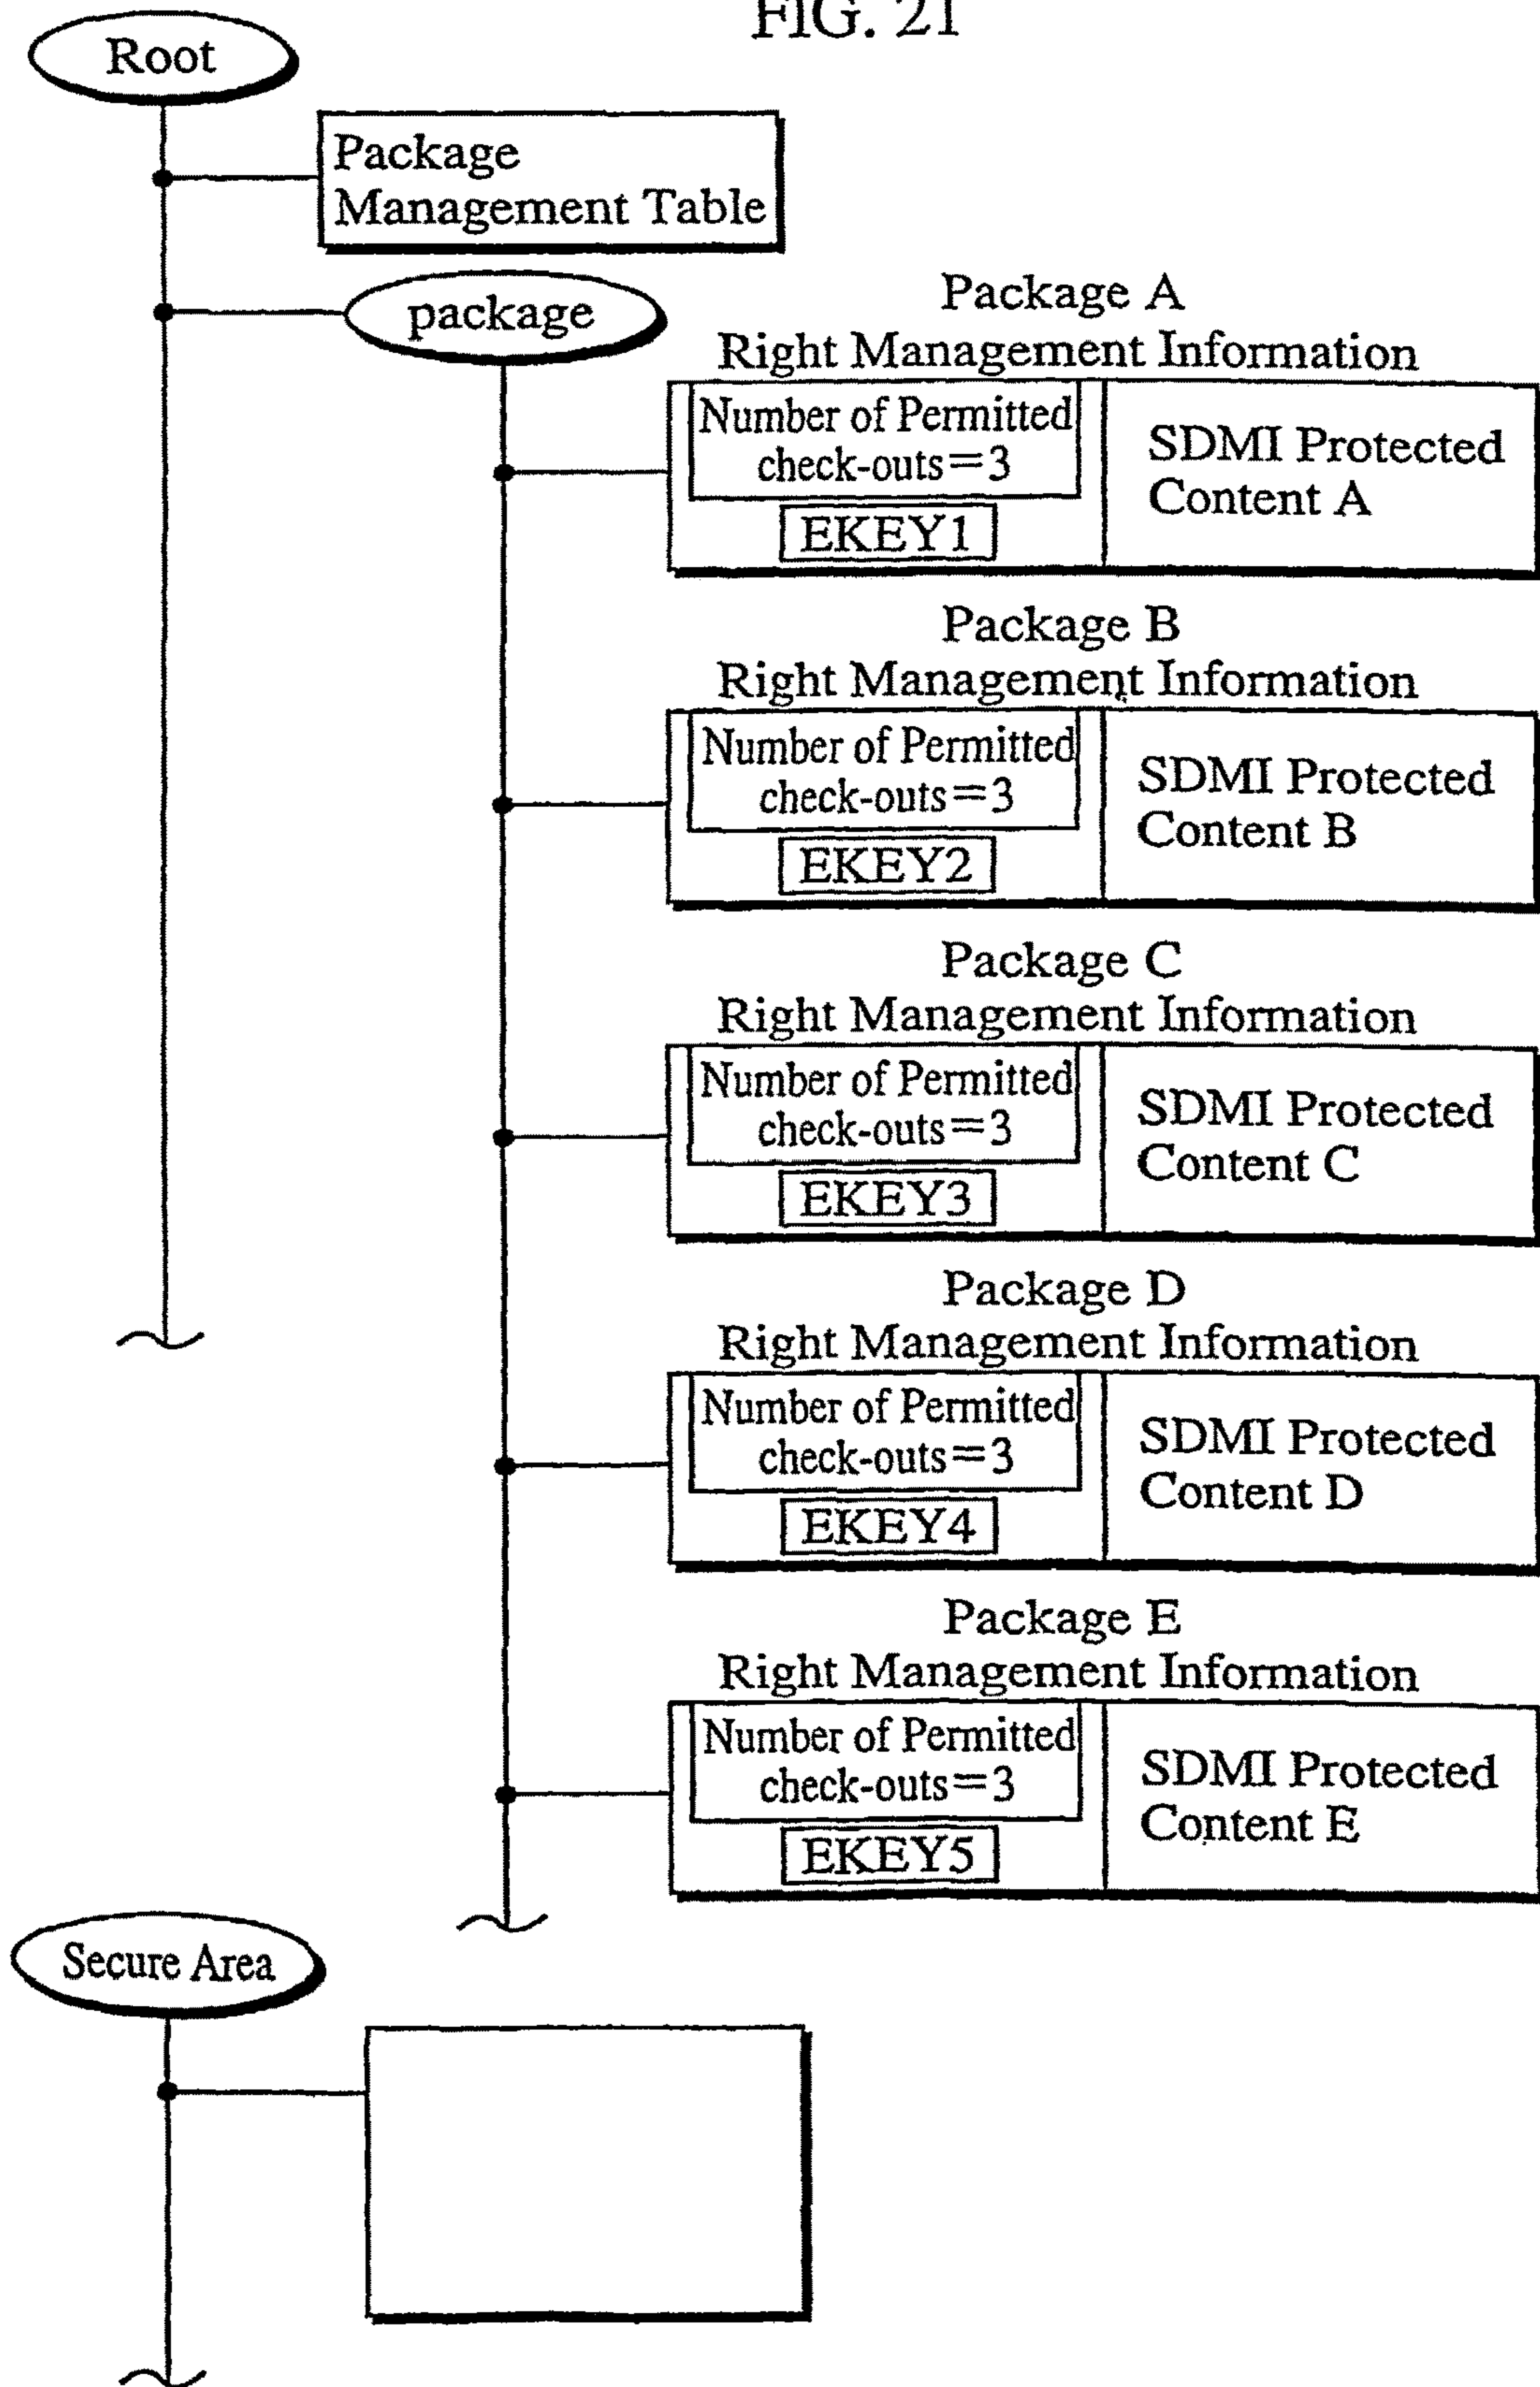 FIG. 21
Root
Package
Management Table
package
Package A
Right Management Information
Number of Permitted
check-outs=3
EKEY1
SDMI Protected
Content A
Package B
Right Management Information
Number of Permitted
check-outs=3
EKEY2
SDMI Protected
Content B
Package C
Right Management Information
Number of Permitted
check-outs=3
EKEY3
SDMI Protected
Content C
Package D
Right Management Information
Number of Permitted
check-outs=3
EKEY4
SDMI Protected
Content D
Package E
Right Management Information
Number of Permitted
check-outs=3
EKEY5
SDMI Protected
Content E
Secure Area